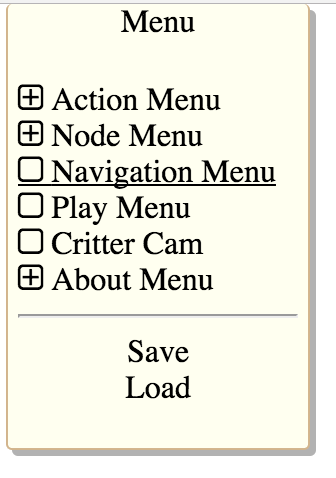 Menu
Action Menu
Node Menu
Navigation Menu
Play Menu
Critter Cam
About Menu
Save
Load